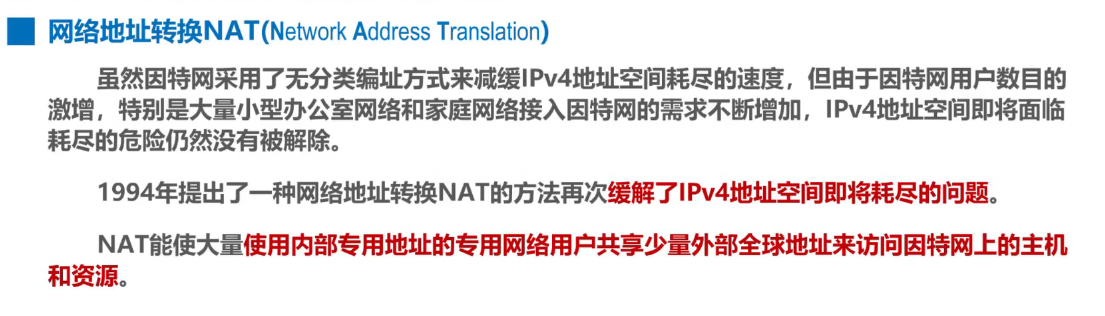 网络地址转换NAT(Network Address Translation)
虽然因特网采用了无分类编址方式来减缓IPv4地址空间耗尽的速度，但由于因特网用户数目的
激增，特别是大量小型办公室网络和家庭网络接入因特网的需求不断增加，IPv4地址空间即将面临
耗尽的危险仍然没有被解除。
1994年提出了一种网络地址转换NAT的方法再次缓解了IPv4地址空间即将耗尽的问题。
NAT能使大量使用内部专用地址的专用网络用户共享少量外部全球地址来访问因特网上的主机
和资源。